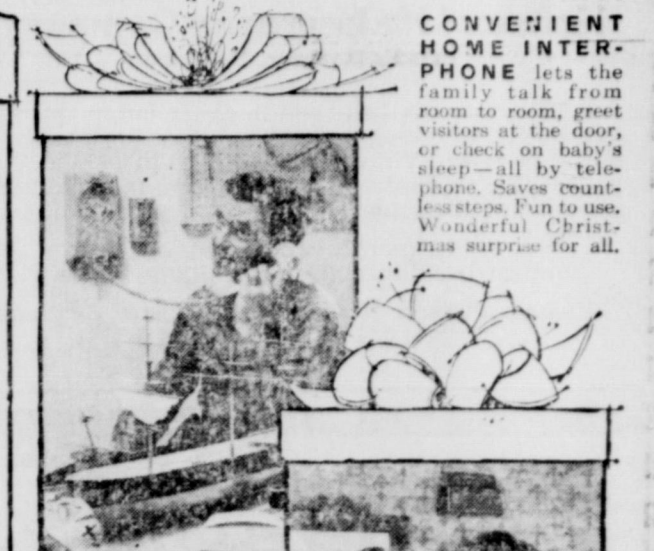 CONVENIENT
HOME INTER-
PHONE lets the
family talk from
room to room, greet
visitors at the door,
or check on baby's
sleep—all by tele-
phone. Saves count-
less steps. Fun to use.
Wonderful Christ-
mas surprise for all.